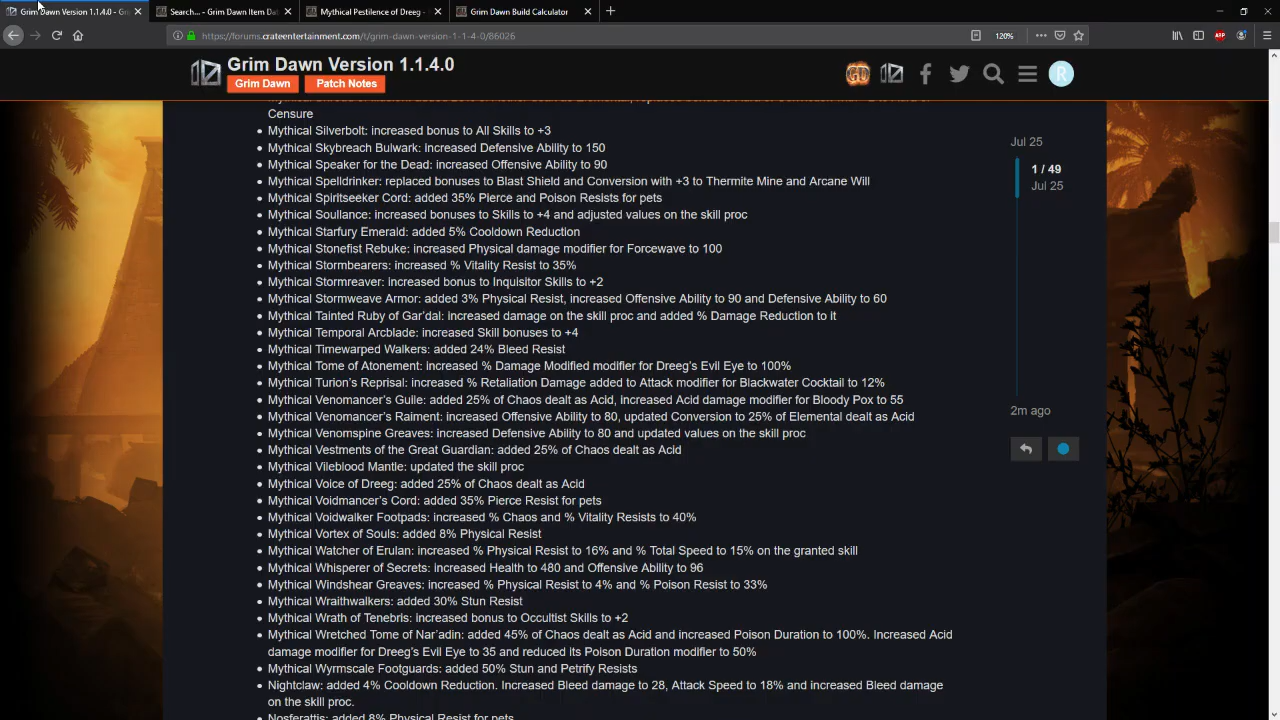 Grim Dawn Version 1.1.4.0 - Gr
Search... - Grim Dawn Item Dat
Mythical Pestilence of Dreeg -
Grim Dawn Build Calculator
https://forums.crateentertainment.com/t/grim-dawn-version-1-1-4-0/86026
120%
ABP
Grim Dawn Version 1.1.4.0
Grim Dawn
Patch Notes
GD
R
Censure
Mythical Silverbolt: increased bonus to All Skills to +3
Mythical Skybreach Bulwark: increased Defensive Ability to 150
Mythical Speaker for the Dead: increased Offensive Ability to 90
Mythical Spelldrinker: replaced bonuses to Blast Shield and Conversion with +3 to Thermite Mine and Arcane Will
Mythical Spiritseeker Cord: added 35% Pierce and Poison Resists for pets
Mythical Soullance: increased bonuses to Skills to +4 and adjusted values on the skill proc
Mythical Starfury Emerald: added 5% Cooldown Reduction
Mythical Stonefist Rebuke: increased Physical damage modifier for Forcewave to 100
Mythical Stormbearers: increased % Vitality Resist to 35%
Mythical Stormreaver: increased bonus to Inquisitor Skills to +2
Mythical Stormweave Armor: added 3% Physical Resist, increased Offensive Ability to 90 and Defensive Ability to 60
Mythical Tainted Ruby of Gar'dal: increased damage on the skill proc and added % Damage Reduction to it
Mythical Temporal Arcblade: increased Skill bonuses to +4
Mythical Timewarped Walkers: added 24% Bleed Resist
Mythical Tome of Atonement: increased % Damage Modified modifier for Dreeg's Evil Eye to 100%
Mythical Turion's Reprisal: increased % Retaliation Damage added to Attack modifier for Blackwater Cocktail to 12%
Mythical Venomancer's Guile: added 25% of Chaos dealt as Acid, increased Acid damage modifier for Bloody Pox to 55
Mythical Venomancer's Raiment: increased Offensive Ability to 80, updated Conversion to 25% of Elemental dealt as Acid
Mythical Venomspine Greaves: increased Defensive Ability to 80 and updated values on the skill proc
Mythical Vestments of the Great Guardian: added 25% of Chaos dealt as Acid
Mythical Vileblood Mantle: updated the skill proc
Mythical Voice of Dreeg: added 25% of Chaos dealt as Acid
Mythical Voidmancer's Cord: added 35% Pierce Resist for pets
Mythical Voidwalker Footpads: increased % Chaos and % Vitality Resists to 40%
Mythical Vortex of Souls: added 8% Physical Resist
Mythical Watcher of Erulan: increased % Physical Resist to 16% and % Total Speed to 15% on the granted skill
Mythical Whisperer of Secrets: increased Health to 480 and Offensive Ability to 96
Mythical Windshear Greaves: increased % Physical Resist to 4% and % Poison Resist to 33%
Mythical Wraithwalkers: added 30% Stun Resist
Mythical Wrath of Tenebris: increased bonus to Occultist Skills to +2
Mythical Wretched Tome of Nar'adin: added 45% of Chaos dealt as Acid and increased Poison Duration to 100%. Increased Acid
damage modifier for Dreeg's Evil Eye to 35 and reduced its Poison Duration modifier to 50%
Mythical Wyrmscale Footguards: added 50% Stun and Petrify Resists
Nightclaw: added 4% Cooldown Reduction. Increased Bleed damage to 28, Attack Speed to 18% and increased Bleed damage
on the skill proc.
Nosferattis: added 8% Physical Resist for pets
Jul 25
1 / 49
Jul 25
2m ago